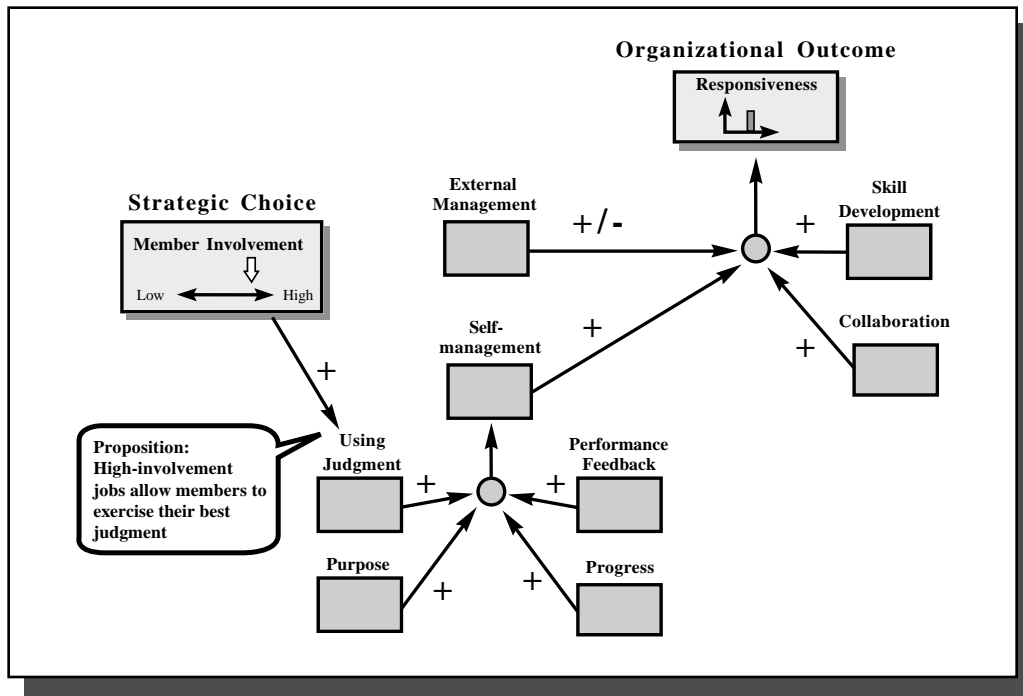 Organizational Outcome
Responsiveness
External
Management
+/-
Skill
Development
+
Strategic Choice
Member Involvement
Low
High
+
Self-
management
+
Collaboration
+
Proposition:
High-involvement
jobs allow members to
exercise their best
judgment
Using
Judgment
+
Performance
Feedback
+
Purpose
+
Progress
+